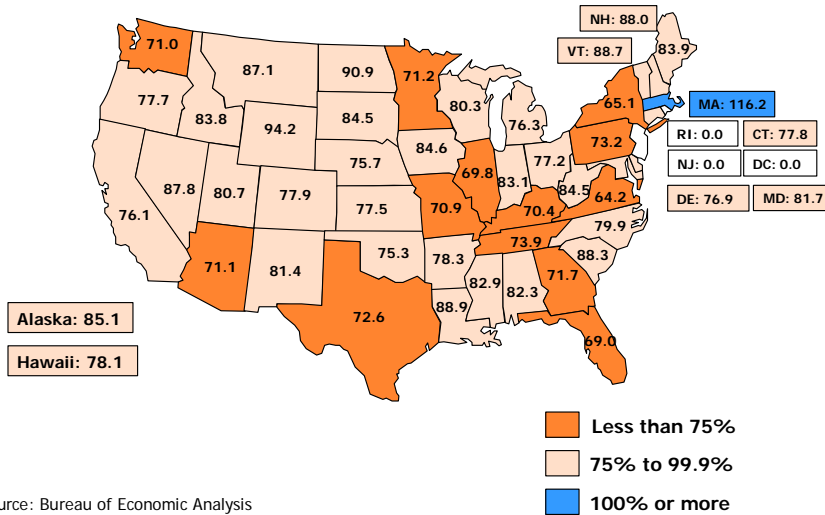 NH: 88.0
71.0
83.9
VT: 88.7
87.1
90.9
71.2
77.7
80.3
65.1
MA: 116.2
83.8
94.2
84.5
76.3
RI: 0.0
CT: 77.8
84.6
73.2
75.7
77.2
NJ: 0.0
DC: 0.0
87.8
80.7
77.9
69.8
83.1
84.5
64.2
DE: 76.9
MD: 81.7
76.1
77.5
70.9
70.4
79.9
73.9
71.1
81.4
75.3
78.3
88.3
82.9
82.3
71.7
88.9
Alaska: 85.1
72.6
69.0
Hawaii: 78.1
Less than 75%
75% to 99.9%
urce: Bureau of Economic Analysis
100% or more